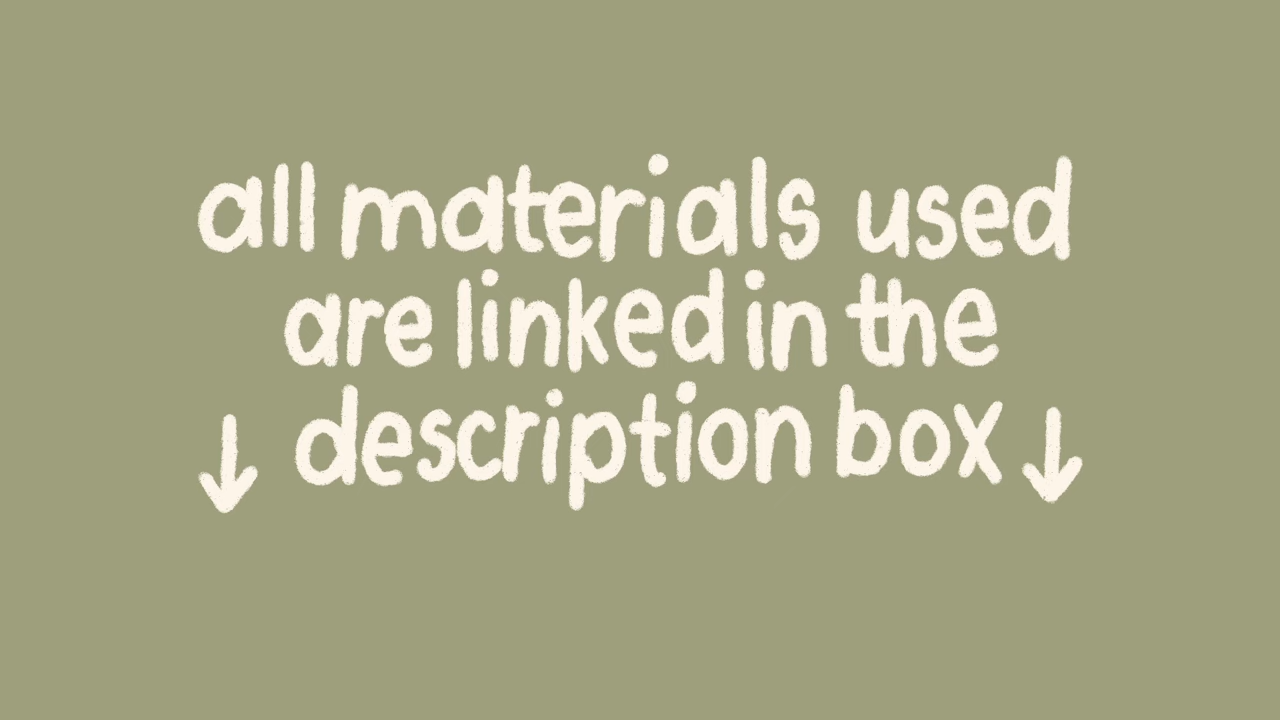 all materials used
are linked in the
↓ description box ↓